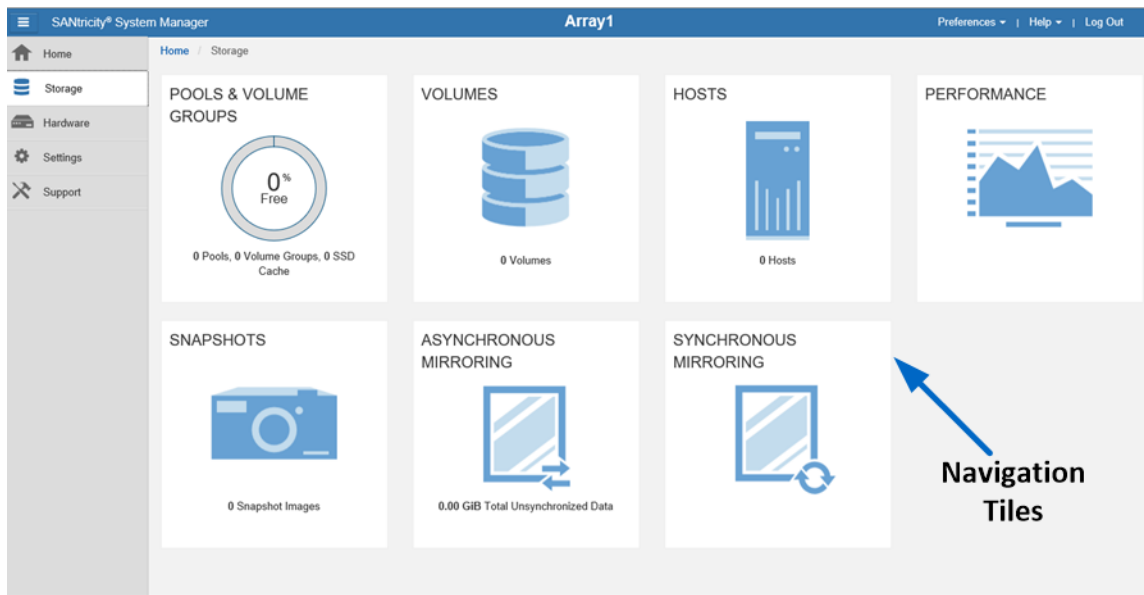 SANtricity® System Manager
Array1
Preferences | Help | Log Out
Home
Storage
Hardware
Settings
Support
Home / Storage
POOLS & VOLUME
GROUPS
0%
Free
0 Pools, 0 Volume Groups, 0 SSD
Cache
VOLUMES
0 Volumes
HOSTS
0 Hosts
PERFORMANCE
SNAPSHOTS
0 Snapshot Images
ASYNCHRONOUS
MIRRORING
0.00 GiB Total Unsynchronized Data
SYNCHRONOUS
MIRRORING
Navigation
Tiles